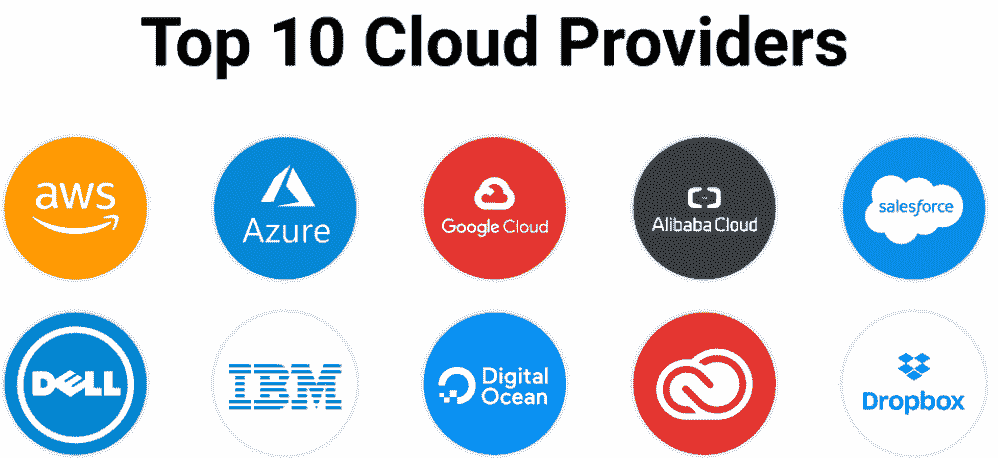 Top 10 Cloud Providers
aws
Azure
Google Cloud
Alibaba Cloud
salesforce
DELL
IBM
Digital
Ocean
Dropbox